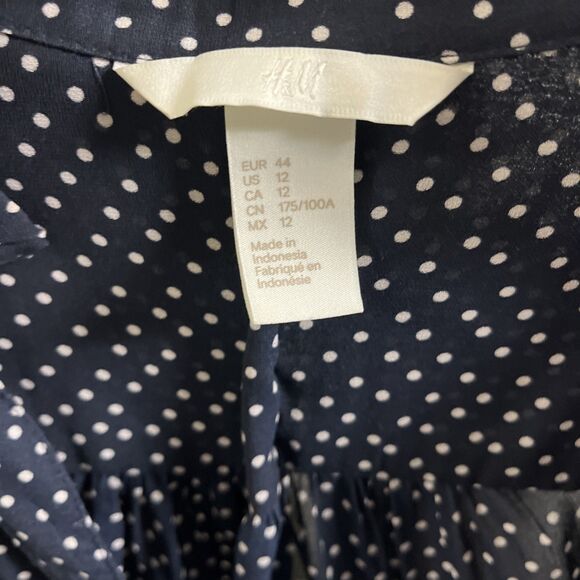 H&M
EUR 44
US 12
CA 12
CN 175/100A
MX 12
Made in
Indonesia
Fabriqué en
Indonésie